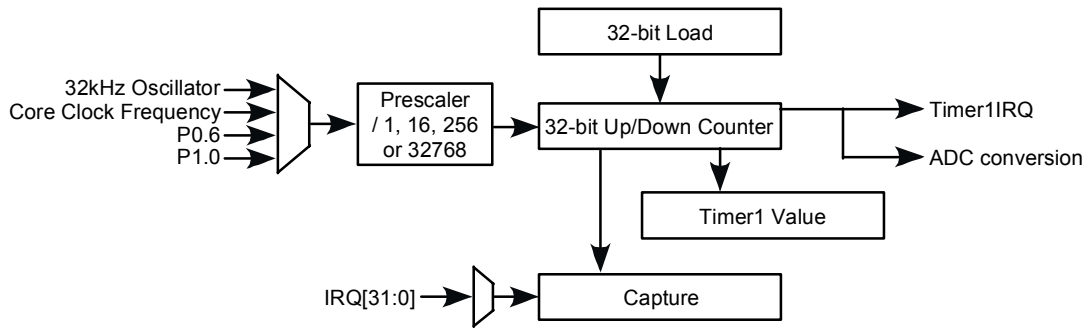 32-bit Load
32kHz Oscillator
Core Clock Frequency
P0.6
P1.0
Prescaler
/ 1, 16, 256
or 32768
32-bit Up/Down Counter
Timer1IRQ
ADC conversion
Timer1 Value
IRQ[31:0]
Capture